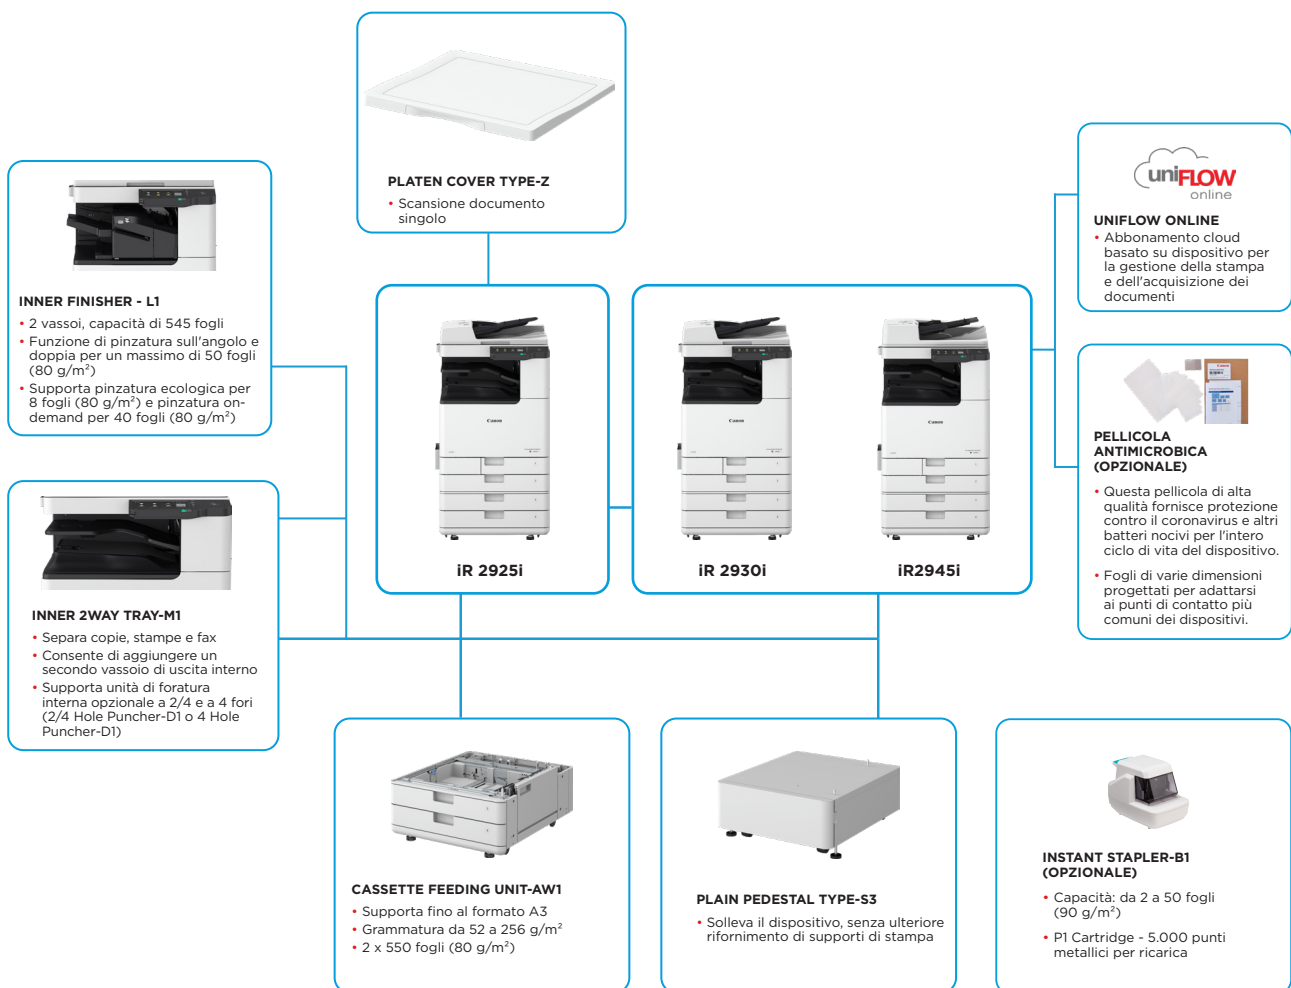 PLATEN COVER TYPE-Z
• Scansione documento
singolo
uniFLOW
online
UNIFLOW ONLINE
• Abbonamento cloud
basato su dispositivo per
la gestione della stampa
e dell'acquisizione dei
documenti
INNER FINISHER - L1
• 2 vassoi, capacità di 545 fogli
• Funzione di pinzatura sull'angolo e
doppia per un massimo di 50 fogli
(80 g/m²)
• Supporta pinzatura ecologica per
8 fogli (80 g/m²) e pinzatura on-
demand per 40 fogli (80 g/m²)
Canon
Canon
Canon
iR 2925i
iR 2930i
iR2945i
PELLICOLA
ANTIMICROBICA
(OPZIONALE)
• Questa pellicola di alta
qualità fornisce protezione
contro il coronavirus e altri
batteri nocivi per l'intero
ciclo di vita del dispositivo.
• Fogli di varie dimensioni
progettati per adattarsi
ai punti di contatto più
comuni dei dispositivi.
INNER 2WAY TRAY-M1
• Separa copie, stampe e fax
• Consente di aggiungere un
secondo vassoio di uscita interno
• Supporta unità di foratura
interna opzionale a 2/4 e a 4 fori
(2/4 Hole Puncher-D1 o 4 Hole
Puncher-D1)
CASSETTE FEEDING UNIT-AW1
• Supporta fino al formato A3
• Grammatura da 52 a 256 g/m²
• 2 x 550 fogli (80 g/m²)
PLAIN PEDESTAL TYPE-S3
• Solleva il dispositivo, senza ulteriore
rifornimento di supporti di stampa
INSTANT STAPLER-B1
(OPZIONALE)
• Capacità: da 2 a 50 fogli
(90 g/m²)
• P1 Cartridge - 5.000 punti
metallici per ricarica